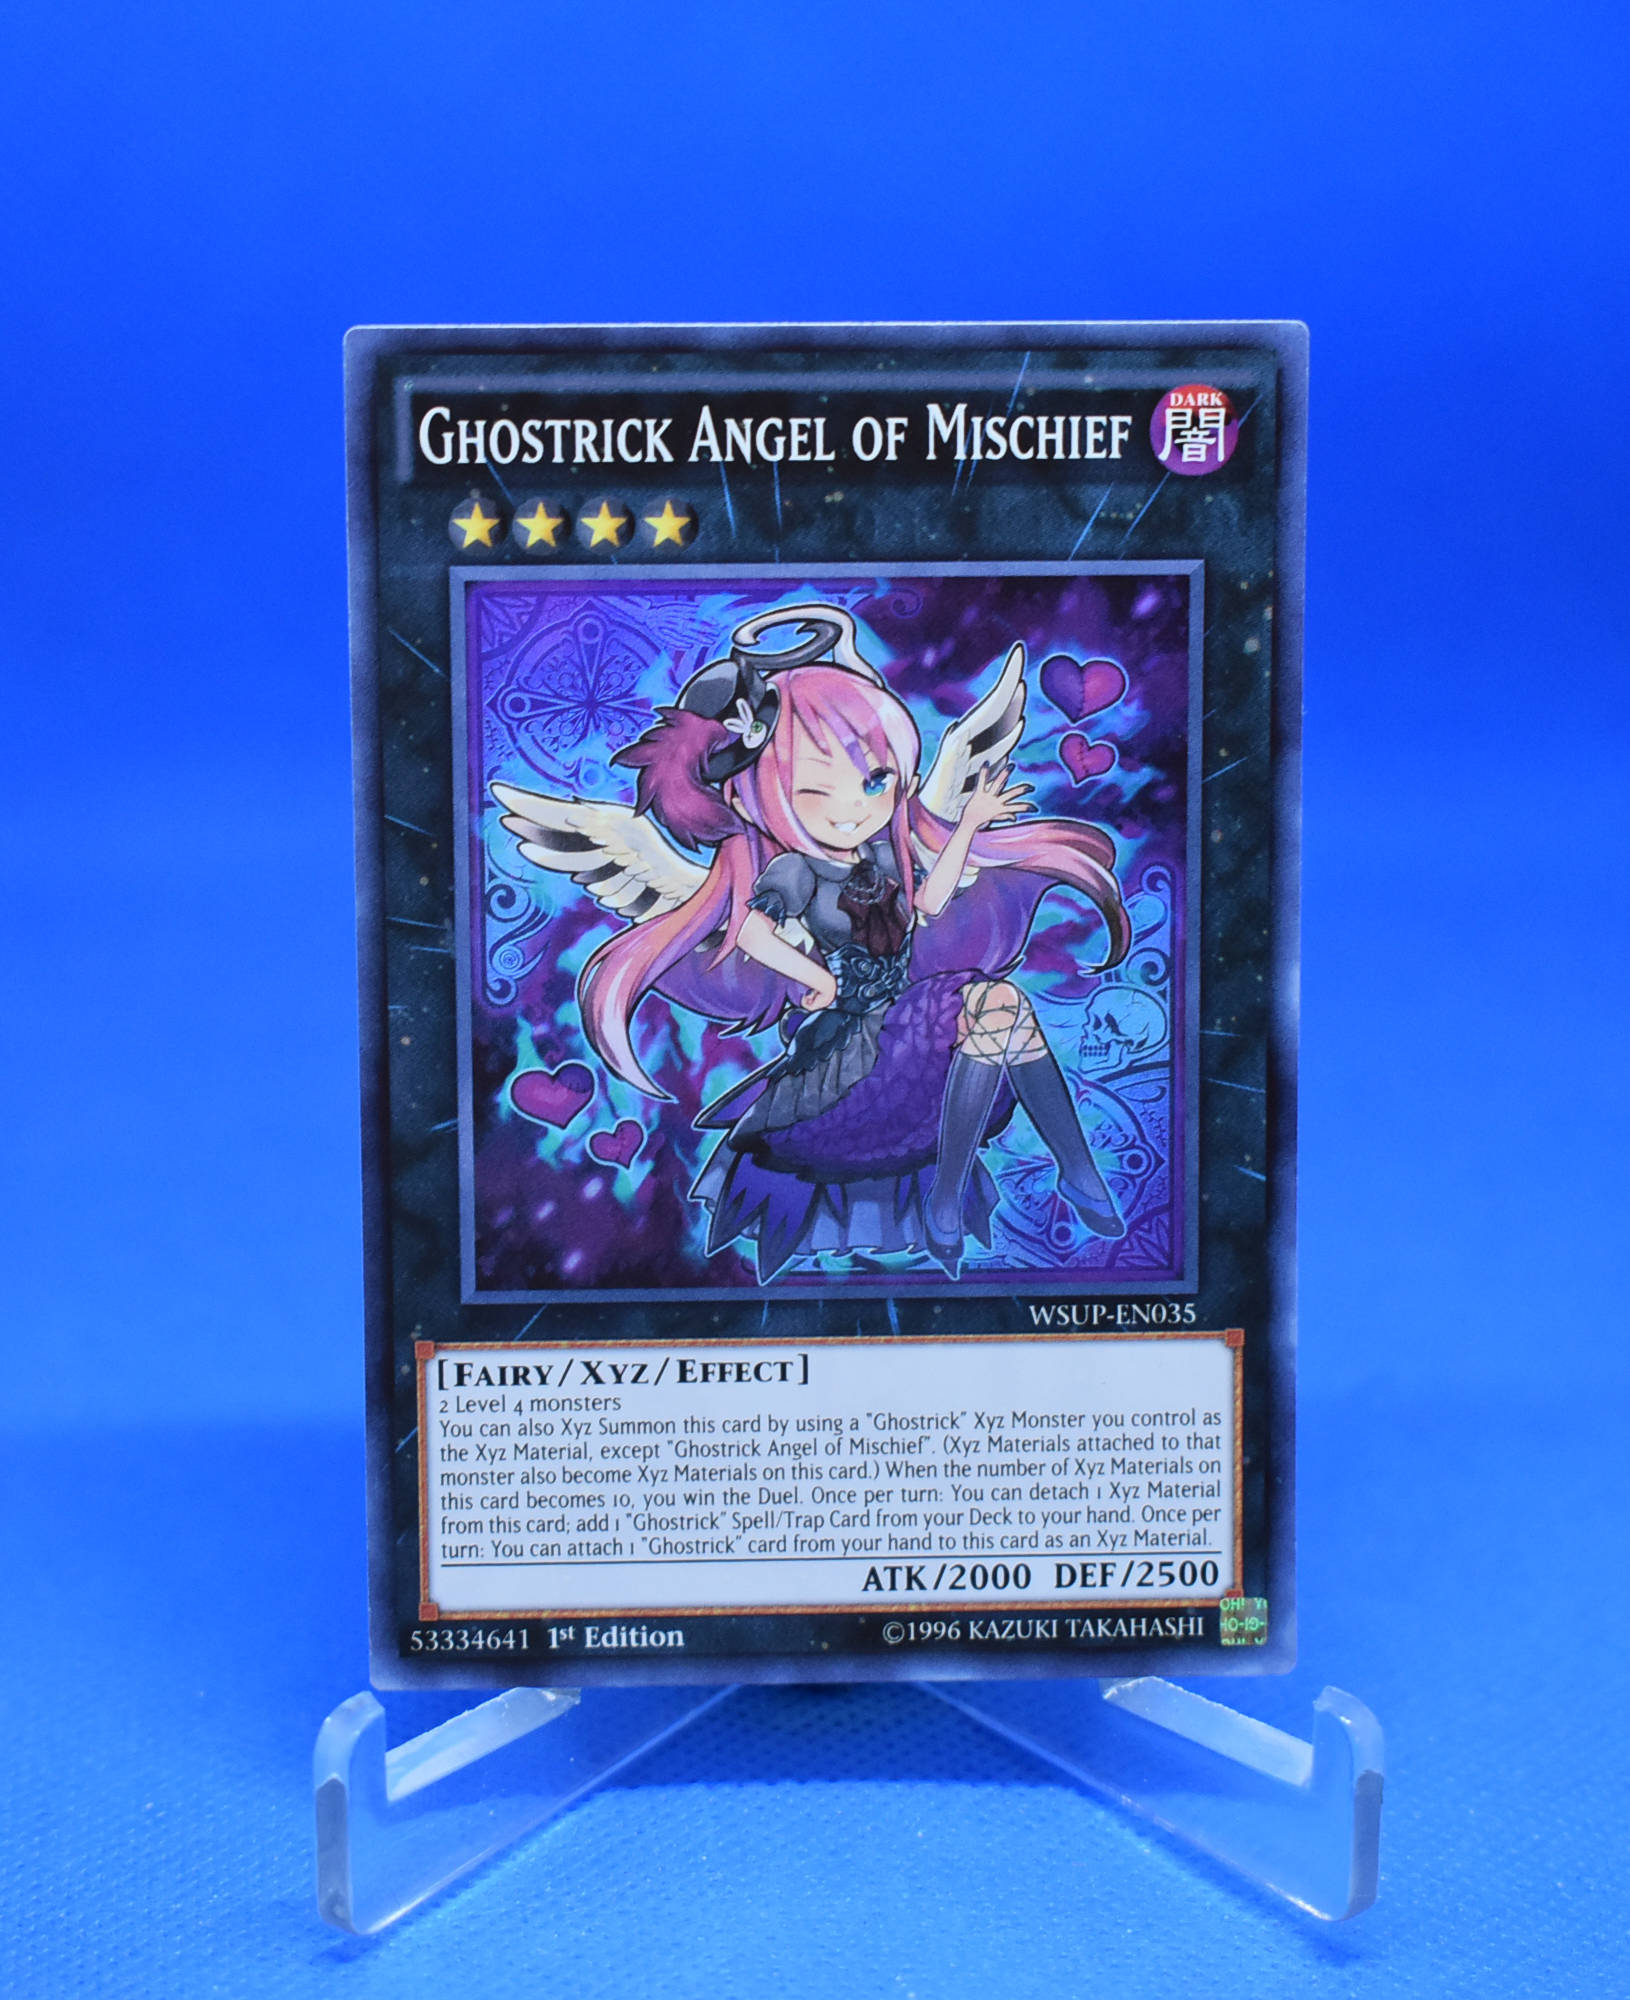 GHOSTRICK ANGEL OF MISCHIEF
DARK
闇
WSUP-EN035
[FAIRY/XYZ/EFFECT]
2 Level 4 monsters
You can also Xyz Summon this card by using a "Ghostrick" Xyz Monster you control as
the Xyz Material, except "Ghostrick Angel of Mischief". (Xyz Materials attached to that
monster also become Xyz Materials on this card.) When the number of Xyz Materials on
this card becomes 10, you win the Duel. Once per turn: You can detach 1 Xyz Material
from this card; add 1 "Ghostrick" Spell/Trap Card from your Deck to your hand. Once per
turn: You can attach 1 "Ghostrick" card from your hand to this card as an Xyz Material.
ATK/2000 DEF/2500
53334641 1st Edition
©1996 KAZUKI TAKAHASHI